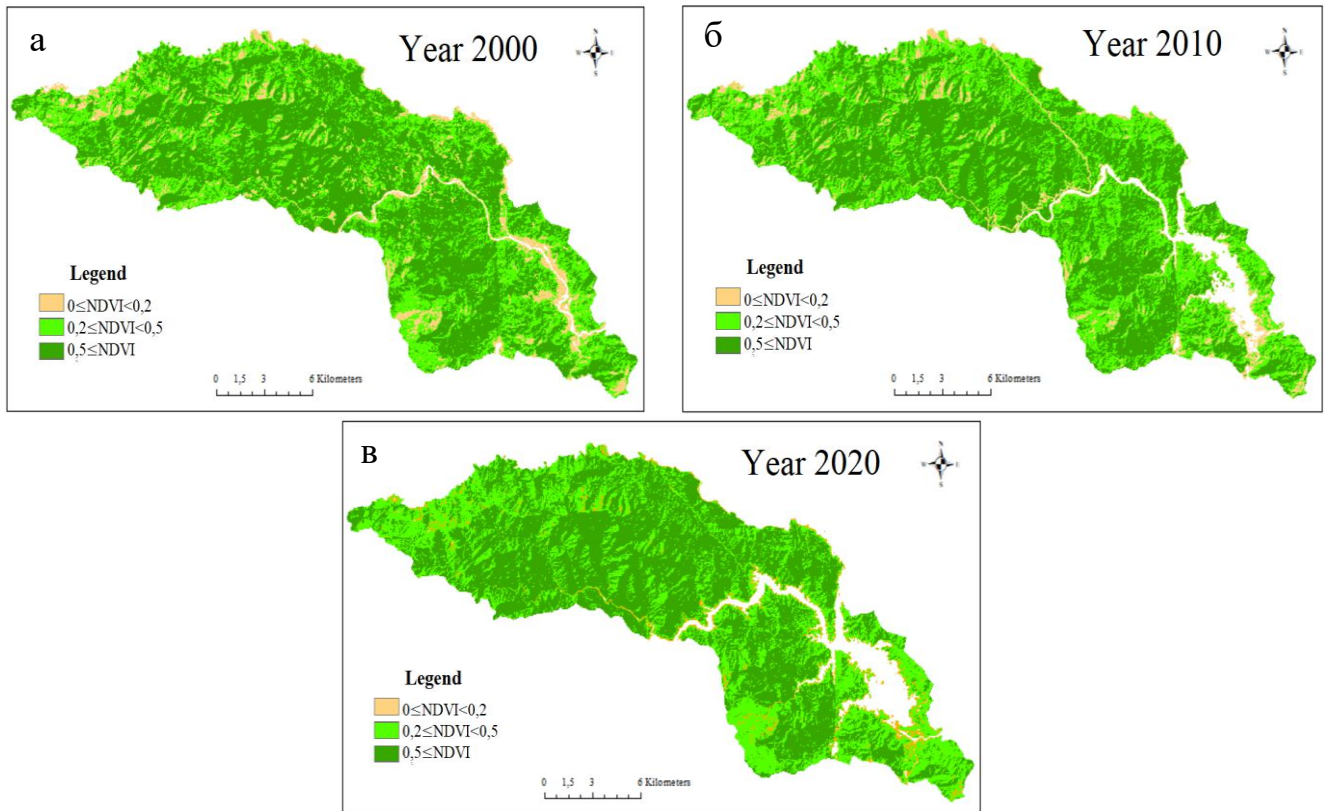 а
Year 2000
N
W E
S
Legend
0≤NDVI<0,2
0,2≤NDVI<0,5
0,5≤NDVI
0 1,5 3 6 Kilometers
б
Year 2010
N
W E
S
Legend
0≤NDVI<0,2
0,2≤NDVI<0,5
0,5≤NDVI
0 1,5 3 6 Kilometers
в
Year 2020
N
W E
S
Legend
0≤NDVI<0,2
0,2≤NDVI<0,5
0,5≤NDVI
0 1,5 3 6 Kilometers